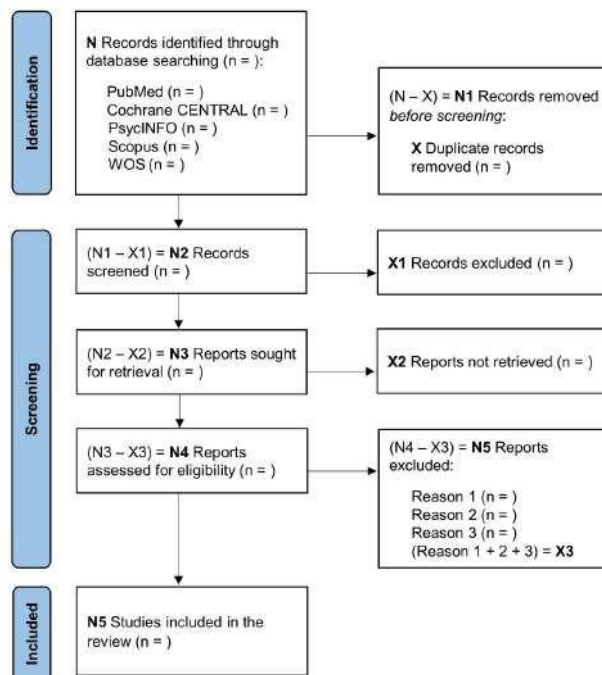 Identification
N Records identified through
database searching (n = ):
PubMed (n = )
Cochrane CENTRAL (n = )
PsycINFO (n = )
Scopus (n = )
WOS (n = )
(N – X) = N1 Records removed
before screening:
X Duplicate records
removed (n = )
Screening
(N1 – X1) = N2 Records
screened (n = )
X1 Records excluded (n = )
(N2 – X2) = N3 Reports sought
for retrieval (n = )
X2 Reports not retrieved (n = )
(N3 – X3) = N4 Reports
assessed for eligibility (n = )
(N4 – X3) = N5 Reports
excluded:
Reason 1 (n = )
Reason 2 (n = )
Reason 3 (n = )
(Reason 1 + 2 + 3) = X3
Included
N5 Studies included in the
review (n = )